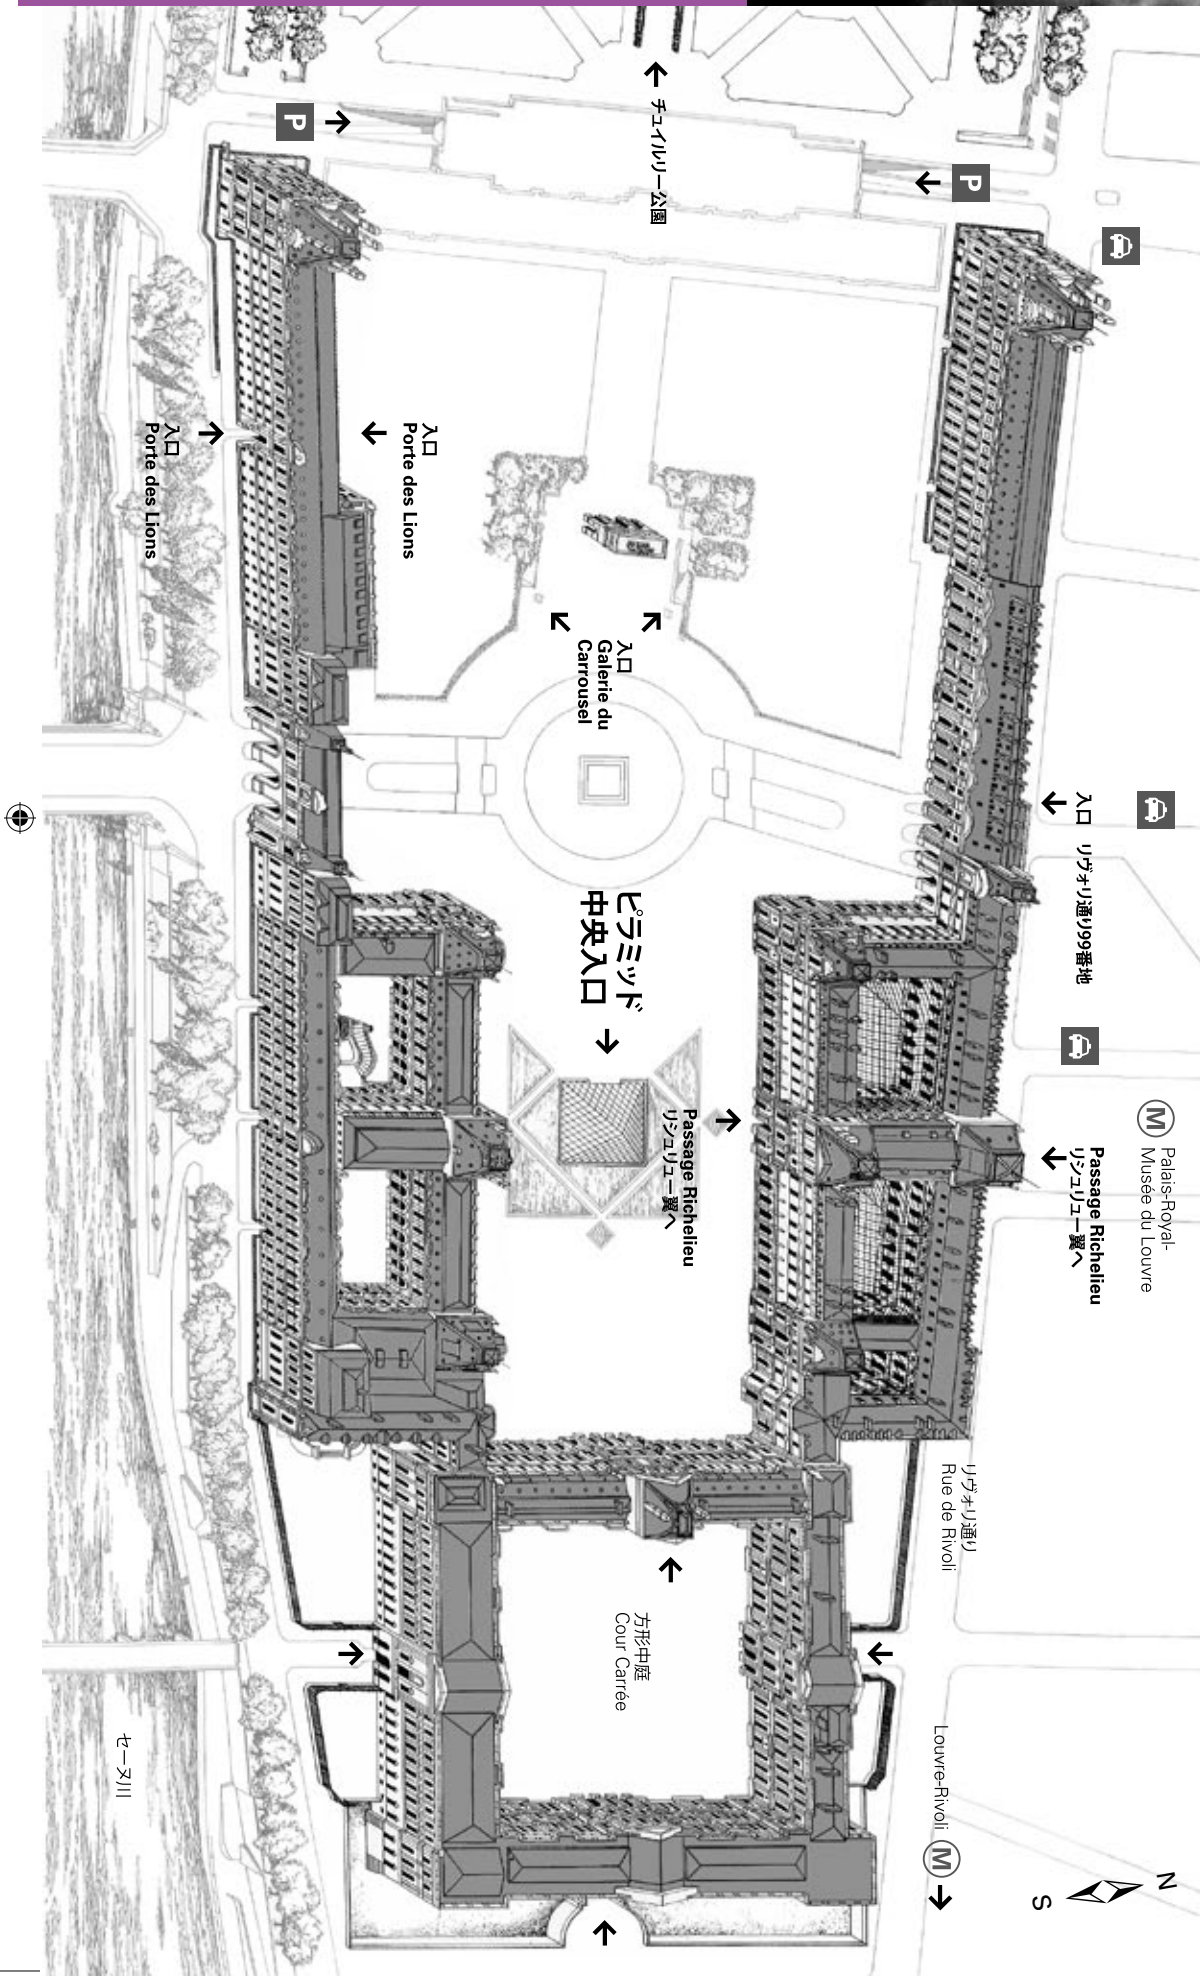 チュイルリー公園
P
P
入口
Porte des Lions
入口
Porte des Lions
入口
Galerie du
Carrousel
入口 リヴォリ通り99番地
ピラミッド
中央入口
Passage Richelieu
リシュリュー翼へ
M
Palais-Royal-
Musée du Louvre
Passage Richelieu
リシュリュー翼へ
リヴォリ通り
Rue de Rivoli
方形中庭
Cour Carrée
セーヌ川
Louvre-Rivoli M
N
S